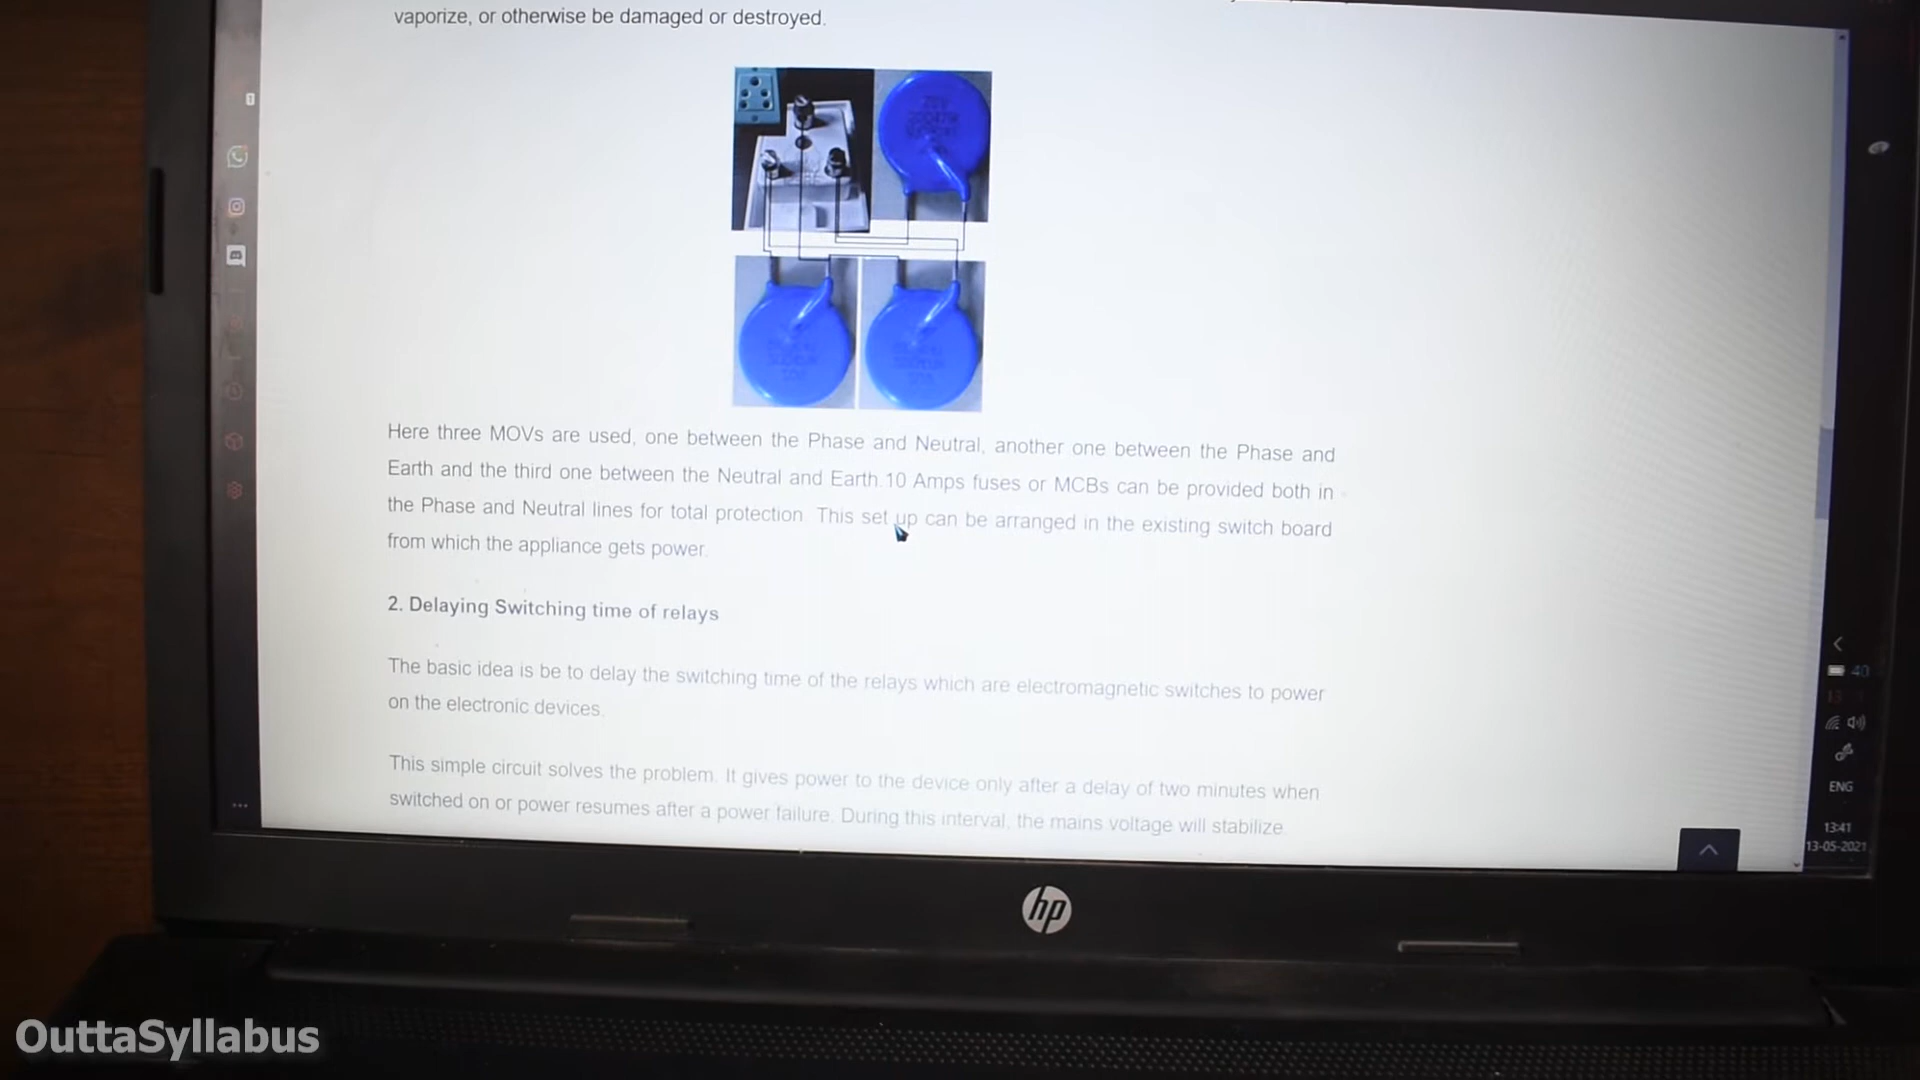 vaporize, or otherwise be damaged or destroyed.
Here three MOVs are used, one between the Phase and Neutral, another one between the Phase and
Earth and the third one between the Neutral and Earth.10 Amps fuses or MCBs can be provided both in
the Phase and Neutral lines for total protection. This set up can be arranged in the existing switch board
from which the appliance gets power.
2. Delaying Switching time of relays
The basic idea is be to delay the switching time of the relays which are electromagnetic switches to power
on the electronic devices.
This simple circuit solves the problem. It gives power to the device only after a delay of two minutes when
switched on or power resumes after a power failure. During this interval, the mains voltage will stabilize.
40
ENG
13:41
13-05-2021
hp
OuttaSyllabus